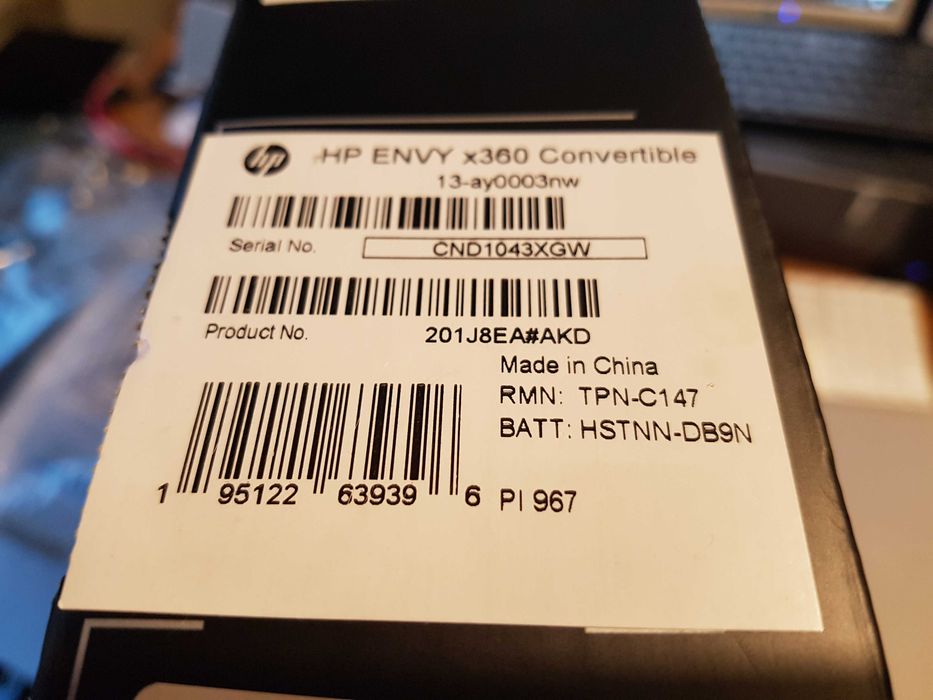 hp HP ENVY x360 Convertible
13-ay0003nw
Serial No. CND1043XGW
Product No. 201J8EA#AKD
Made in China
RMN: TPN-C147
BATT: HSTNN-DB9N
1 95122 63939 6 PI 967